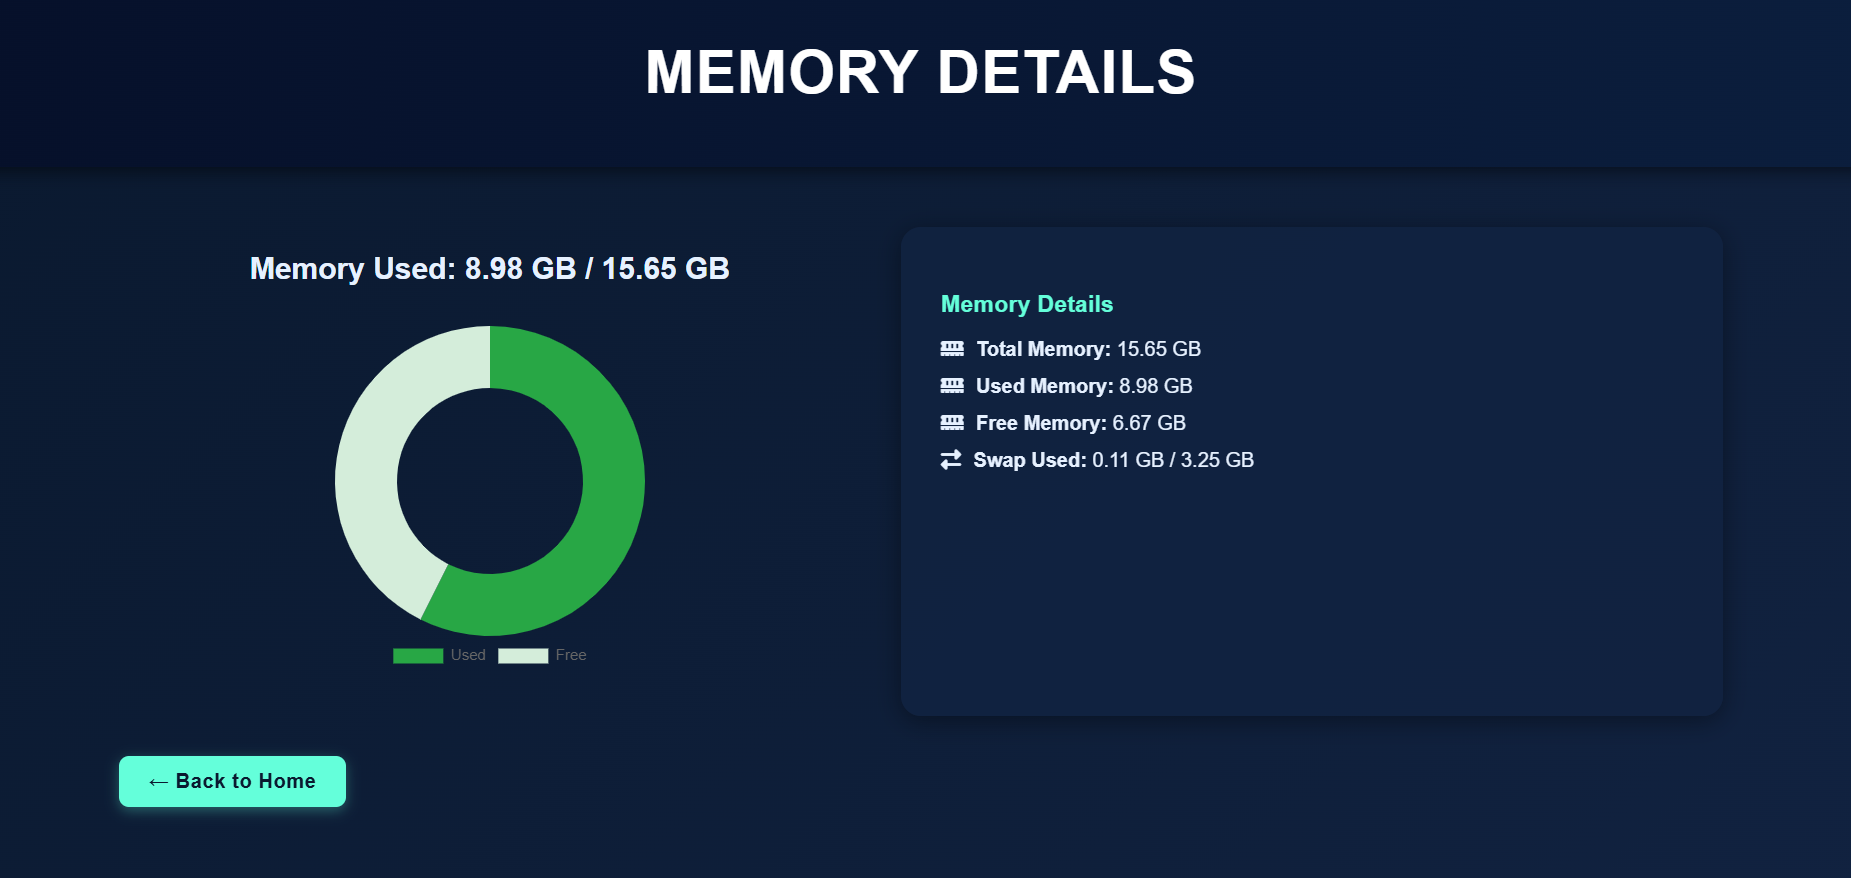 MEMORY DETAILS
Memory Used: 8.98 GB / 15.65 GB
Used Free
Memory Details
Total Memory: 15.65 GB
Used Memory: 8.98 GB
Free Memory: 6.67 GB
Swap Used: 0.11 GB / 3.25 GB
← Back to Home